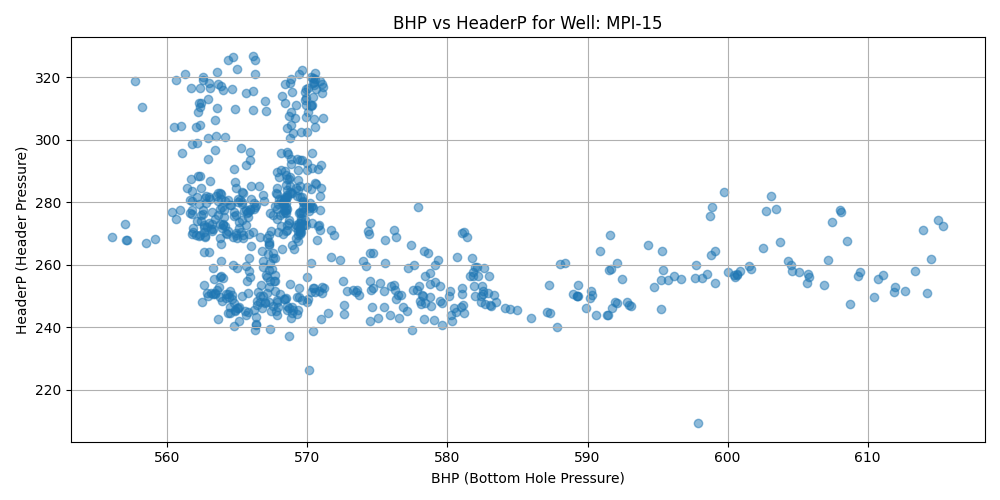 BHP vs HeaderP for Well: MPI-15
HeaderP (Header Pressure)
320
300
280
260
240
220
560 570 580 590 600 610
BHP (Bottom Hole Pressure)